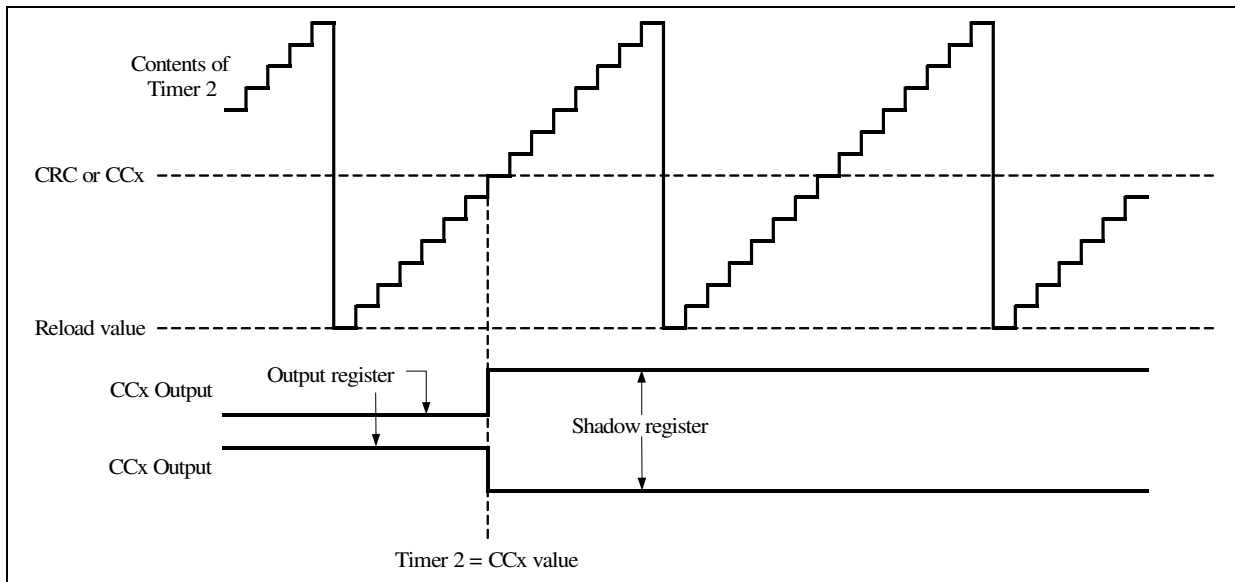 Contents of
Timer 2
CRC or CCx
Reload value
Output register
CCx Output
Shadow register
CCx Output
Timer 2 = CCx value